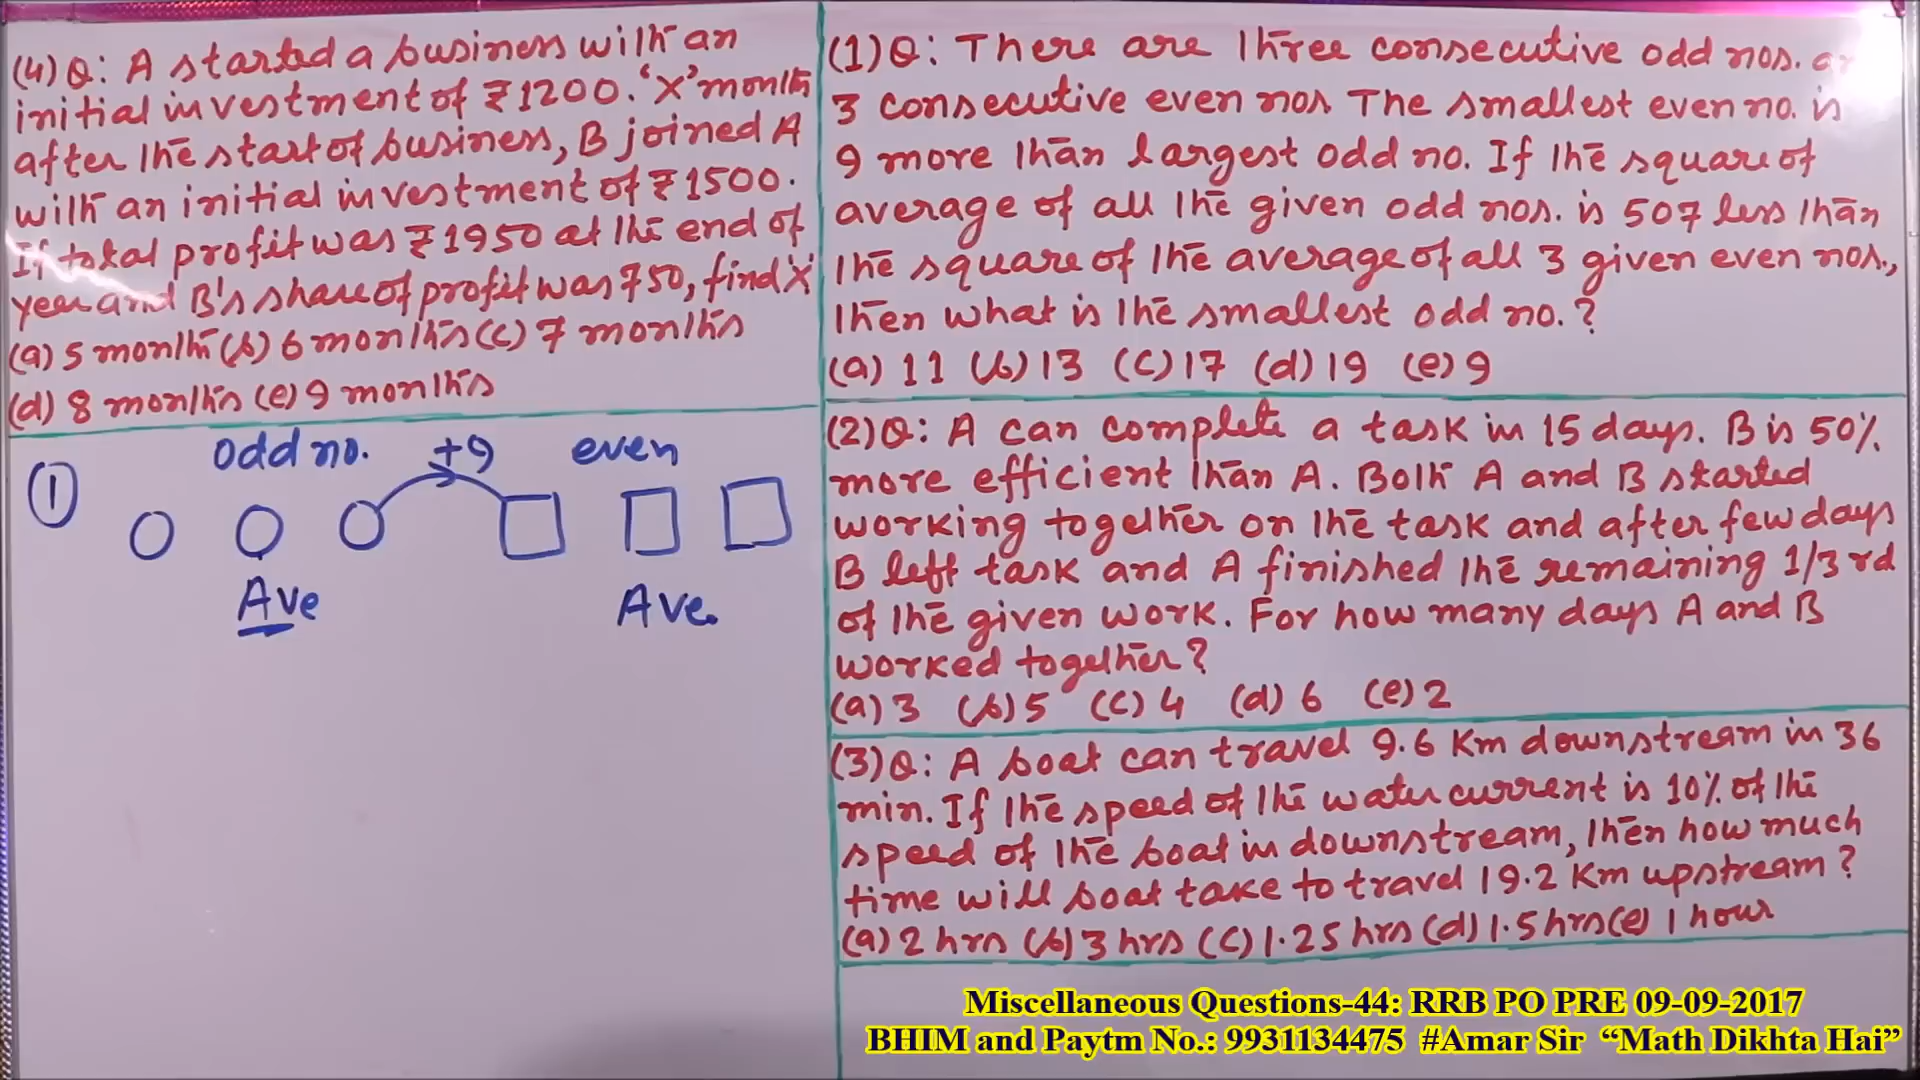 (4)Q: A started a business with an
initial investment of ₹1200. 'X' month
after the start of business, B joined A
with an initial investment of ₹1500.
If total profit was ₹1950 at the end of
year and B's share of profit was 750, find 'X'
(a) 5 month (b) 6 months (c) 7 months
(d) 8 months (e) 9 months
(1) odd no. +9 even
Ave Ave.
(1)Q: There are three consecutive odd nos.
3 consecutive even nos The smallest even no. is
9 more than largest odd no. If the square of
average of all the given odd nos. is 507 less than
the square of the average of all 3 given even nos.,
then what is the smallest odd no.?
(a) 11 (b) 13 (c) 17 (d) 19 (e) 9
(2)Q: A can complete a task in 15 days. B is 50%
more efficient than A. Both A and B started
working together on the task and after few days
B left task and A finished the remaining 1/3 rd
of the given work. For how many days A and B
worked together?
(a) 3 (b) 5 (c) 4 (d) 6 (e) 2
(3)Q: A boat can travel 9.6 Km downstream in 36
min. If the speed of the water current is 10% of the
speed of the boat in downstream, then how much
time will boat take to travel 19.2 Km upstream?
(a) 2 hrs (b) 3 hrs (c) 1.25 hrs (d) 1.5 hrs (e) 1 hour
Miscellaneous Questions-44: RRB PO PRE 09-09-2017
BHIM and Paytm No.: 9931134475 #Amar Sir “Math Dikhta Hai”